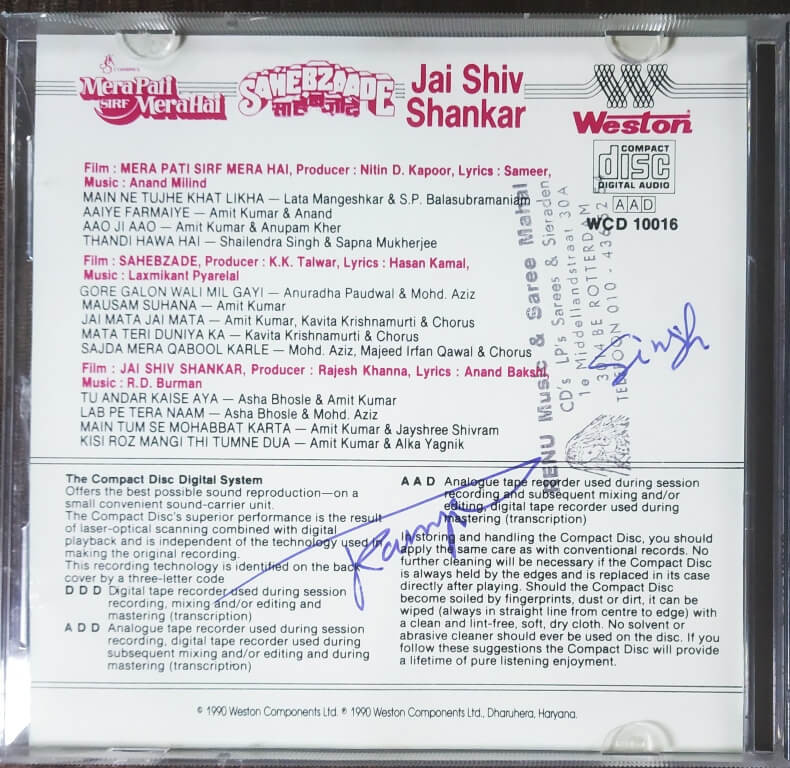 Mera Pati
SIRF
Mera Hai
SAHEBZAADE
साहेबज़ादे
Jai Shiv
Shankar
Weston
COMPACT
disc
DIGITAL AUDIO
AAD
WCD 10016
Film : MERA PATI SIRF MERA HAI, Producer : Nitin D. Kapoor, Lyrics : Sameer,
Music : Anand Milind
MAIN NE TUJHE KHAT LIKHA — Lata Mangeshkar & S.P. Balasubramaniam
AAIYE FARMAIYE — Amit Kumar & Anand
AAO JI AAO — Amit Kumar & Anupam Kher
THANDI HAWA HAI — Shailendra Singh & Sapna Mukherjee
Film : SAHEBZADE, Producer : K.K. Talwar, Lyrics : Hasan Kamal,
Music : Laxmikant Pyarelal
GORE GALON WALI MIL GAYI — Anuradha Paudwal & Mohd. Aziz
MAUSAM SUHANA — Amit Kumar
JAI MATA JAI MATA — Amit Kumar, Kavita Krishnamurti & Chorus
MATA TERI DUNIYA KA — Kavita Krishnamurti & Chorus
SAJDA MERA QABOOL KARLE — Mohd. Aziz, Majeed Irfan Qawal & Chorus
Film : JAI SHIV SHANKAR, Producer : Rajesh Khanna, Lyrics : Anand Bakshi,
Music : R.D. Burman
TU ANDAR KAISE AYA — Asha Bhosle & Amit Kumar
LAB PE TERA NAAM — Asha Bhosle & Mohd. Aziz
MAIN TUM SE MOHABBAT KARTA — Amit Kumar & Jayshree Shivram
KISI ROZ MANGI THI TUMNE DUA — Amit Kumar & Alka Yagnik
RENU Music & Saree Mahal
CD's LP's Sarees & Sieraden
1e Middellandstraat 30A
BE ROTTERDAM
TELEFOON 010 - 436
Singh
The Compact Disc Digital System
Offers the best possible sound reproduction—on a
small convenient sound-carrier unit.
The Compact Disc's superior performance is the result
of laser-optical scanning combined with digital
playback and is independent of the technology used in
making the original recording.
This recording technology is identified on the back
cover by a three-letter code
D D D Digital tape recorder used during session
recording, mixing and/or editing and
mastering (transcription)
A D D Analogue tape recorder used during session
recording, digital tape recorder used during
subsequent mixing and/or editing and during
mastering (transcription)
A A D Analogue tape recorder used during session
recording and subsequent mixing and/or
editing, digital tape recorder used during
mastering (transcription)
In storing and handling the Compact Disc, you should
apply the same care as with conventional records. No
further cleaning will be necessary if the Compact Disc
is always held by the edges and is replaced in its case
directly after playing. Should the Compact Disc
become soiled by fingerprints, dust or dirt, it can be
wiped (always in straight line from centre to edge) with
a clean and lint-free, soft, dry cloth. No solvent or
abrasive cleaner should ever be used on the disc. If you
follow these suggestions the Compact Disc will provide
a lifetime of pure listening enjoyment.
© 1990 Weston Components Ltd. ℗ 1990 Weston Components Ltd., Dharuhera, Haryana.